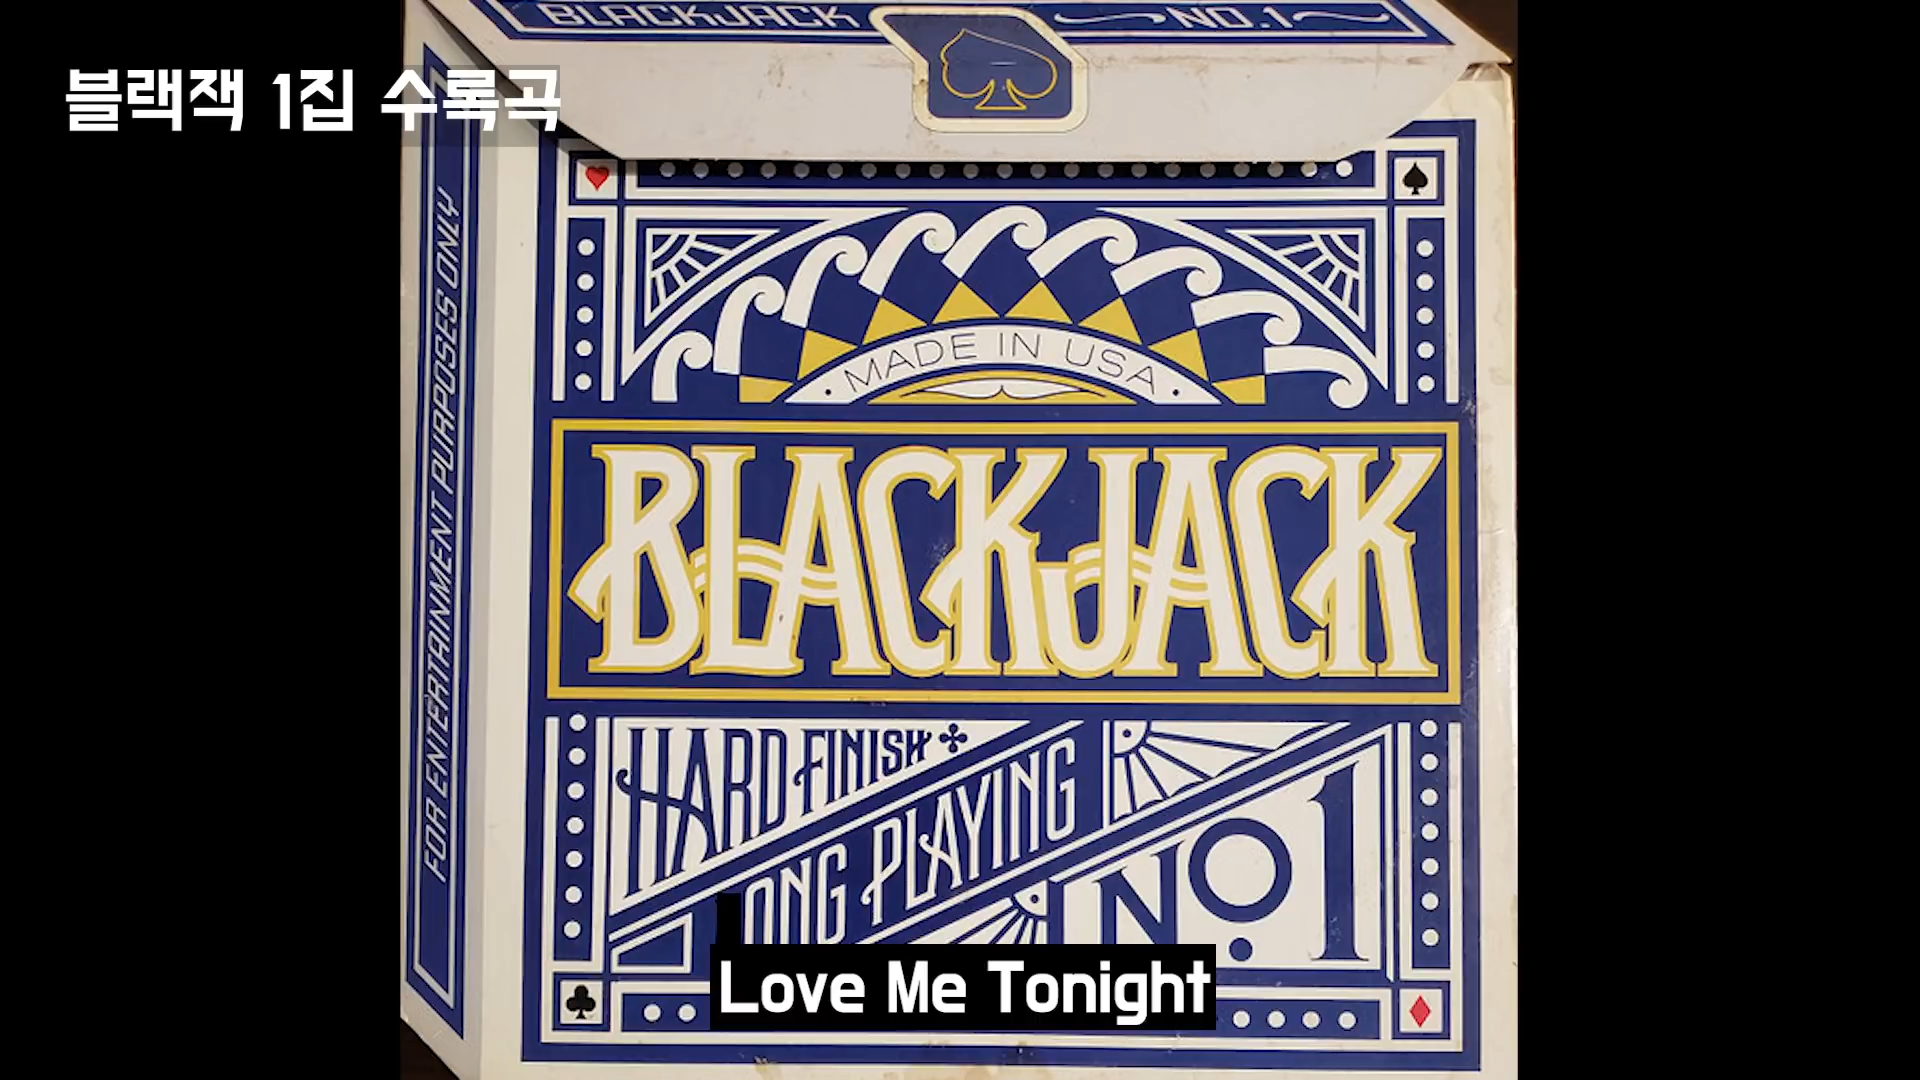 BLACKJACK NO.1
블랙잭 1집 수록곡
FOR ENTERTAINMENT PURPOSES ONLY
MADE IN USA
BLACKJACK
HARD FINISH
LONG PLAYING
NO. 1
Love Me Tonight